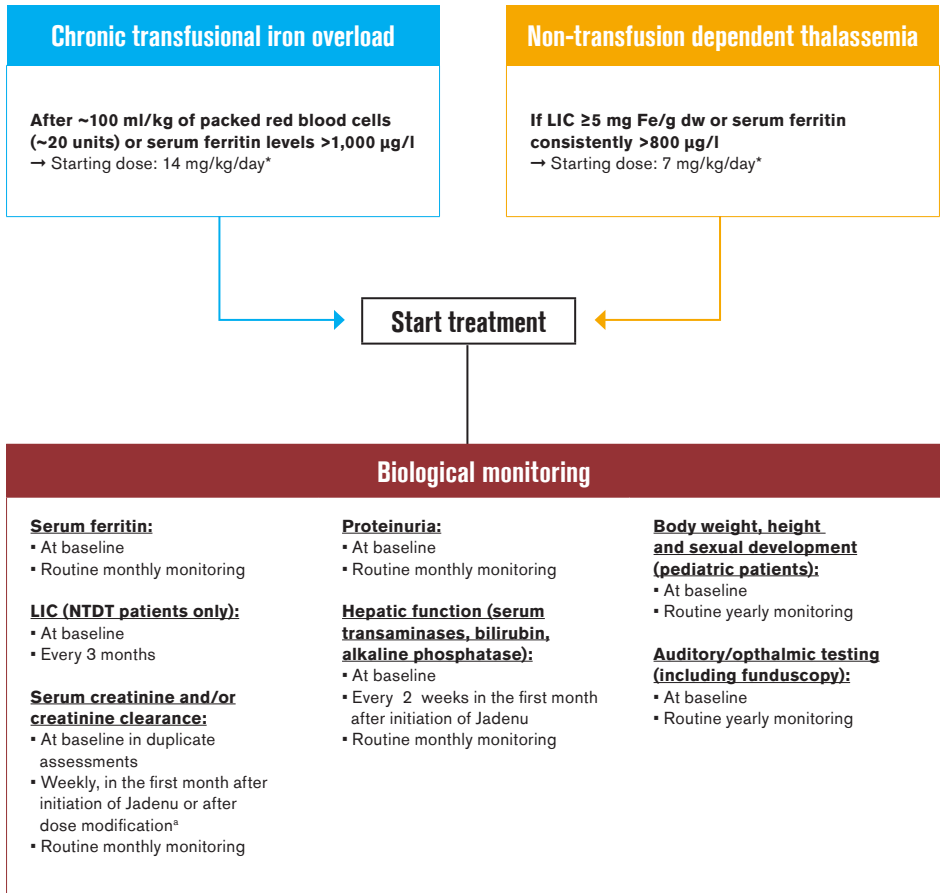 Chronic transfusional iron overload
After ~100 ml/kg of packed red blood cells
(~20 units) or serum ferritin levels >1,000 µg/l
→ Starting dose: 14 mg/kg/day*
Non-transfusion dependent thalassemia
If LIC ≥5 mg Fe/g dw or serum ferritin
consistently >800 µg/l
→ Starting dose: 7 mg/kg/day*
Start treatment
Biological monitoring
Serum ferritin:
▪ At baseline
▪ Routine monthly monitoring
LIC (NTDT patients only):
▪ At baseline
▪ Every 3 months
Serum creatinine and/or
creatinine clearance:
▪ At baseline in duplicate
assessments
▪ Weekly, in the first month after
initiation of Jadenu or after
dose modificationᵃ
▪ Routine monthly monitoring
Proteinuria:
▪ At baseline
▪ Routine monthly monitoring
Hepatic function (serum
transaminases, bilirubin,
alkaline phosphatase):
▪ At baseline
▪ Every 2 weeks in the first month
after initiation of Jadenu
▪ Routine monthly monitoring
Body weight, height
and sexual development
(pediatric patients):
▪ At baseline
▪ Routine yearly monitoring
Auditory/opthalmic testing
(including funduscopy):
▪ At baseline
▪ Routine yearly monitoring